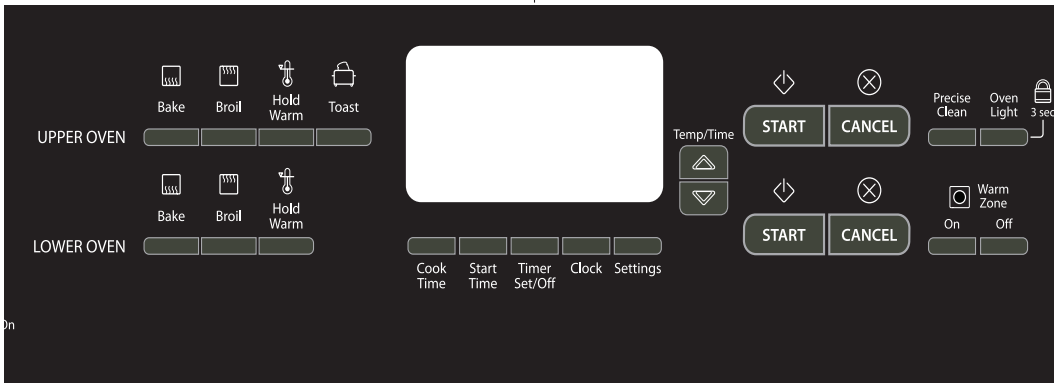 Bake Broil Hold Warm Toast
UPPER OVEN
Temp/Time
START CANCEL
Precise Clean Oven Light 3 sec
Bake Broil Hold Warm
LOWER OVEN
START CANCEL
Warm Zone
On Off
Cook Time Start Time Timer Set/Off Clock Settings
On